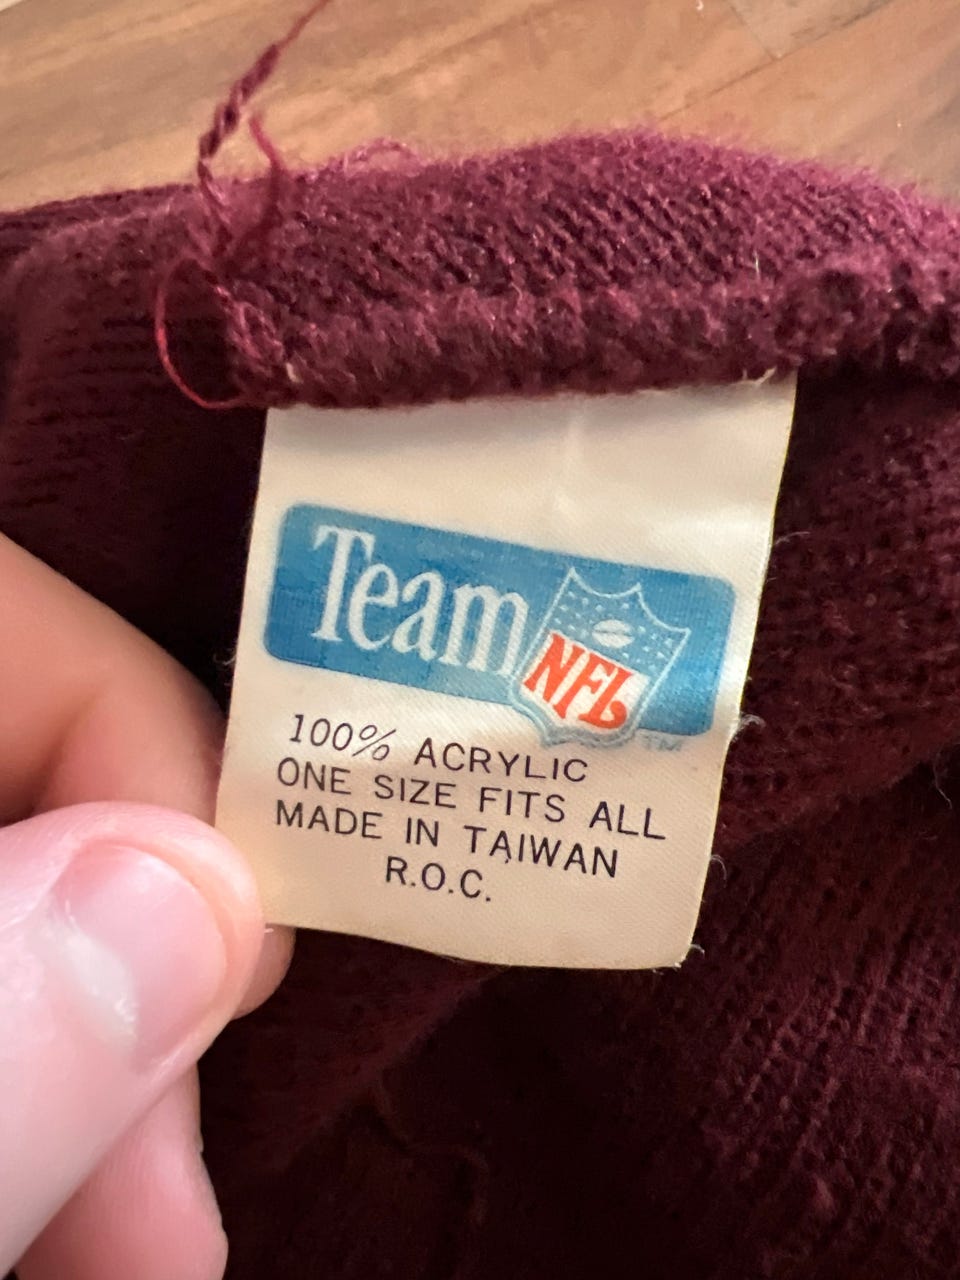 Team NFL TM
100% ACRYLIC
ONE SIZE FITS ALL
MADE IN TAIWAN
R.O.C.